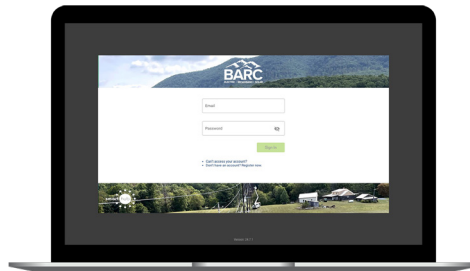 BARC
Email
Password
Sign In
Can't access your account?
Don't have an account? Register now.